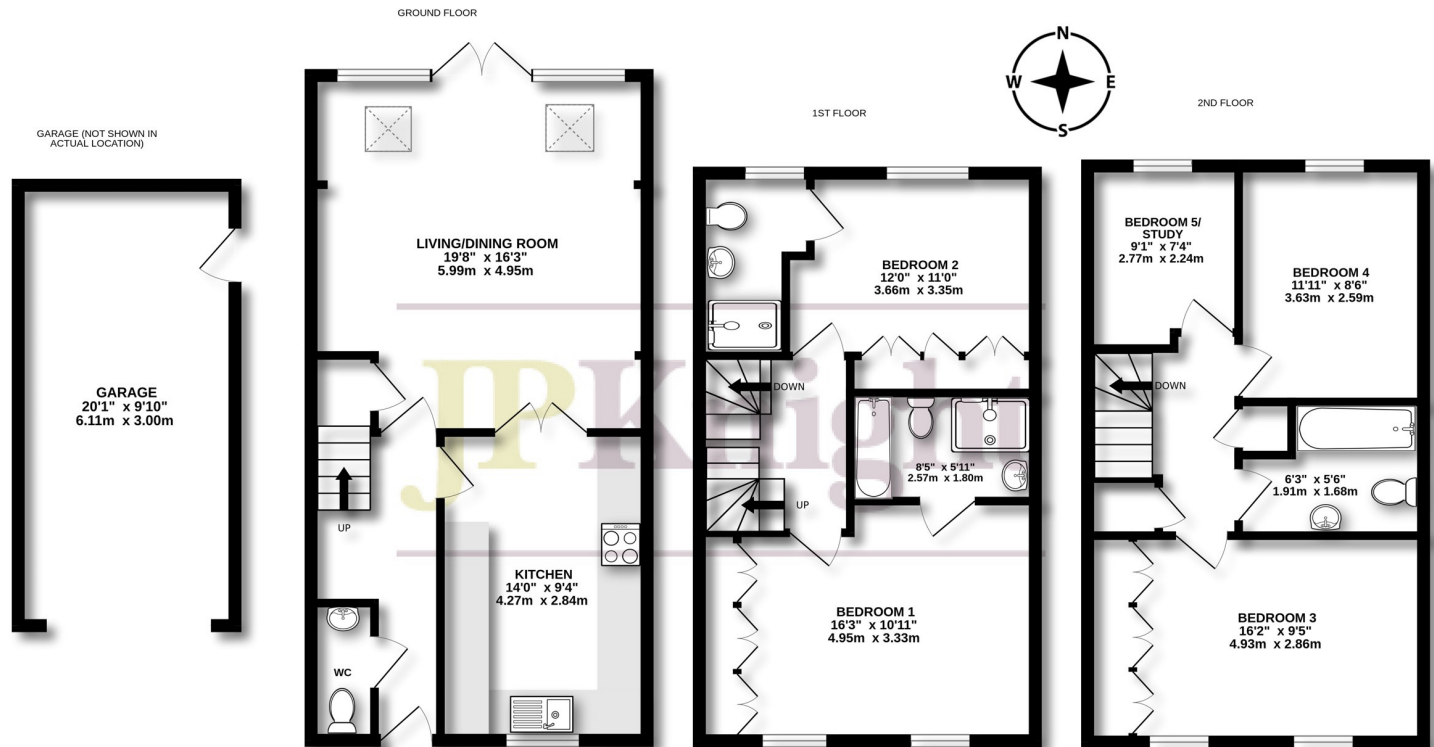 GROUND FLOOR
GARAGE (NOT SHOWN IN
ACTUAL LOCATION)
GARAGE
20'1" x 9'10"
6.11m x 3.00m
LIVING/DINING ROOM
19'8" x 16'3"
5.99m x 4.95m
UP
WC
KITCHEN
14'0" x 9'4"
4.27m x 2.84m
1ST FLOOR
N
W
E
S
BEDROOM 2
12'0" x 11'0"
3.66m x 3.35m
DOWN
8'5" x 5'11"
2.57m x 1.80m
UP
BEDROOM 1
16'3" x 10'11"
4.95m x 3.33m
2ND FLOOR
BEDROOM 5/
STUDY
9'1" x 7'4"
2.77m x 2.24m
BEDROOM 4
11'11" x 8'6"
3.63m x 2.59m
DOWN
6'3" x 5'6"
1.91m x 1.68m
BEDROOM 3
16'2" x 9'5"
4.93m x 2.86m
JPKnight